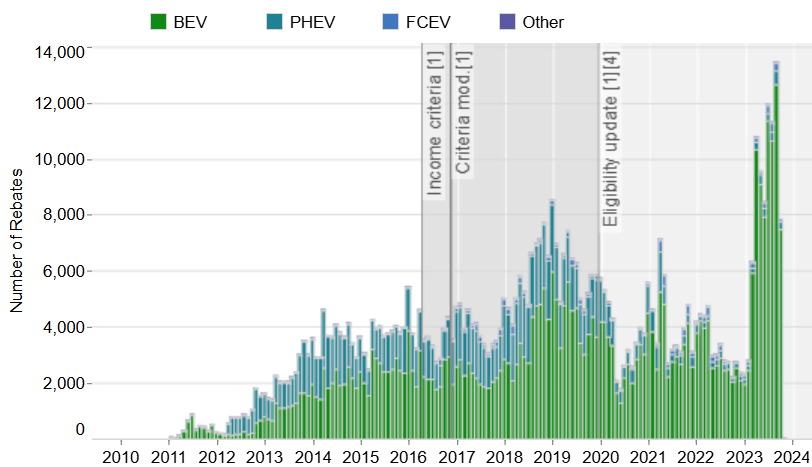 BEV PHEV FCEV Other
Number of Rebates
14,000
12,000
10,000
8,000
6,000
4,000
2,000
0
Income criteria [1]
Criteria mod.[1]
Eligibility update [1][4]
2010 2011 2012 2013 2014 2015 2016 2017 2018 2019 2020 2021 2022 2023 2024